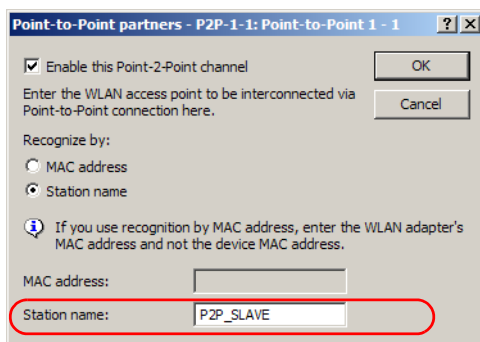 Point-to-Point partners - P2P-1-1: Point-to-Point 1 - 1
Enable this Point-2-Point channel
OK
Enter the WLAN access point to be interconnected via
Point-to-Point connection here.
Cancel
Recognize by:
MAC address
Station name
If you use recognition by MAC address, enter the WLAN adapter's
MAC address and not the device MAC address.
MAC address:
Station name: P2P_SLAVE